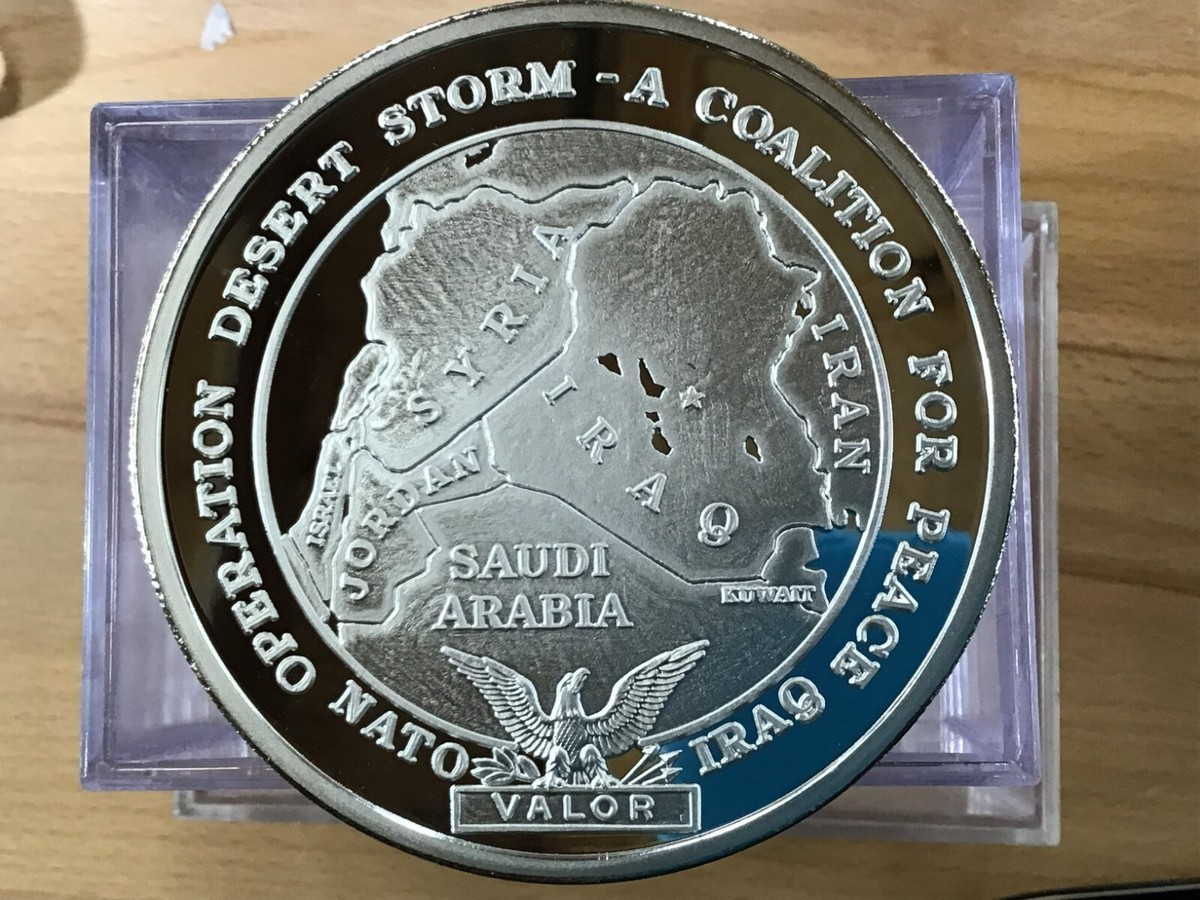 NATO OPERATION DESERT STORM - A COALITION FOR PEACE IRAQ
SYRIA
IRAQ
IRAN
ISRAEL
JORDAN
SAUDI
ARABIA
KUWAIT
VALOR